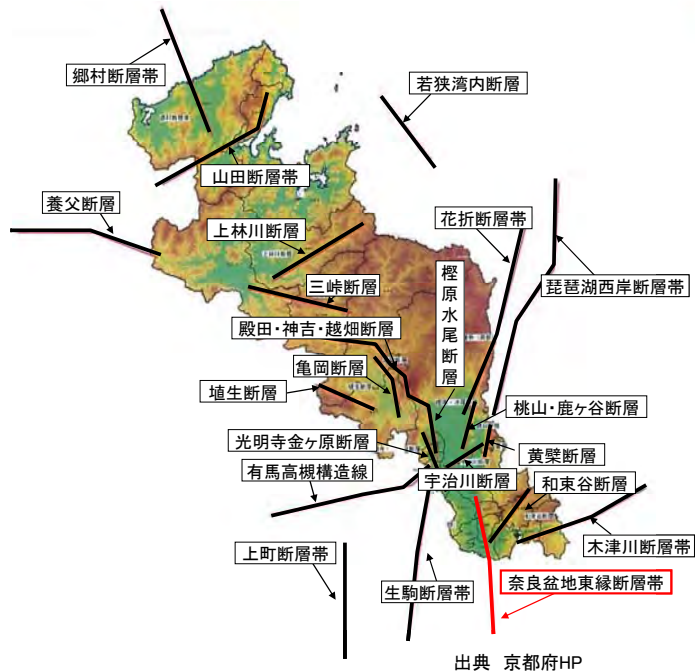 郷村断層帯
若狭湾内断層
山田断層帯
養父断層
上林川断層
花折断層帯
琵琶湖西岸断層帯
三峠断層
樫原水尾断層
殿田・神吉・越畑断層
亀岡断層
埴生断層
桃山・鹿ケ谷断層
光明寺金ヶ原断層
黄檗断層
有馬高槻構造線
宇治川断層
和束谷断層
木津川断層帯
上町断層帯
生駒断層帯
奈良盆地東縁断層帯
出典 京都府HP